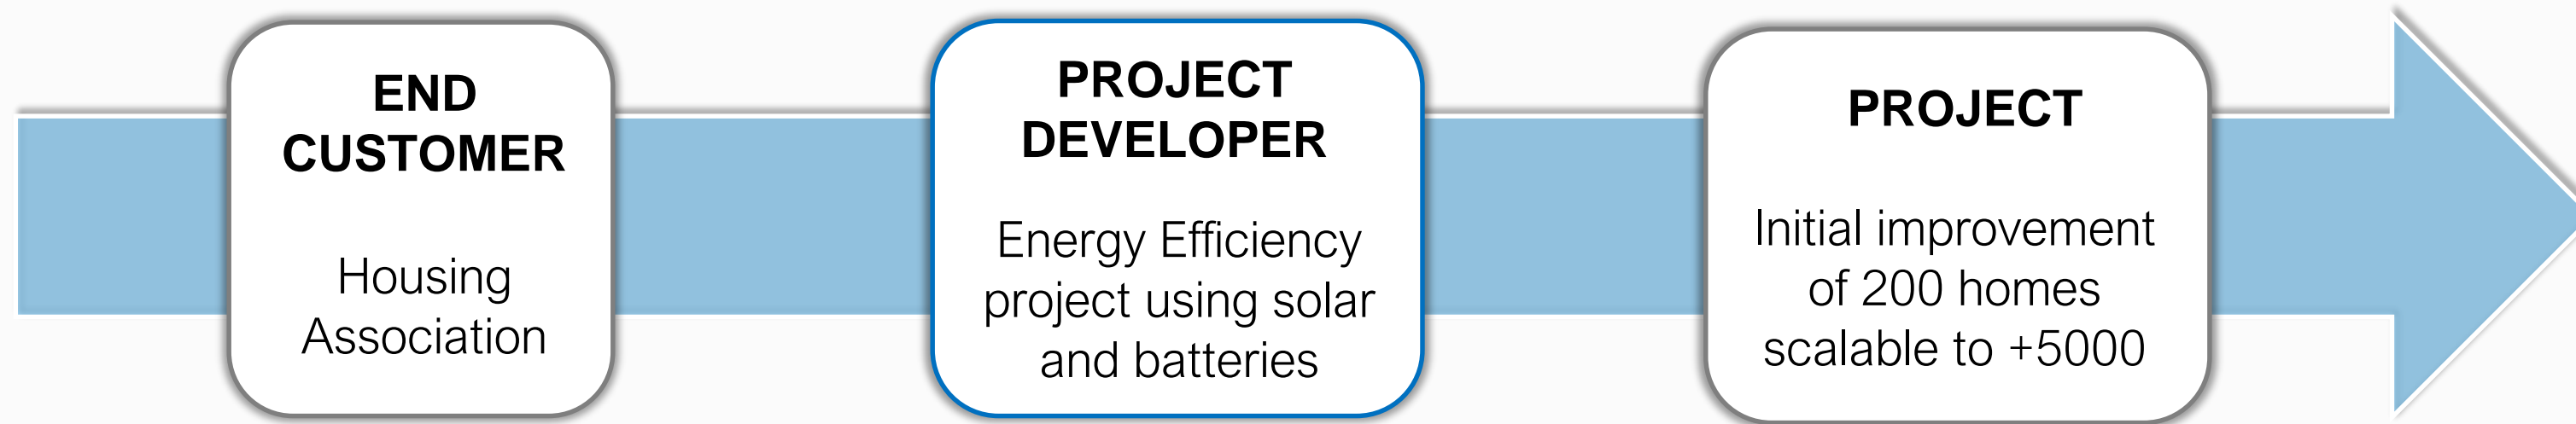 END
CUSTOMER
Housing
Association
PROJECT
DEVELOPER
Energy Efficiency
project using solar
and batteries
PROJECT
Initial improvement
of 200 homes
scalable to +5000